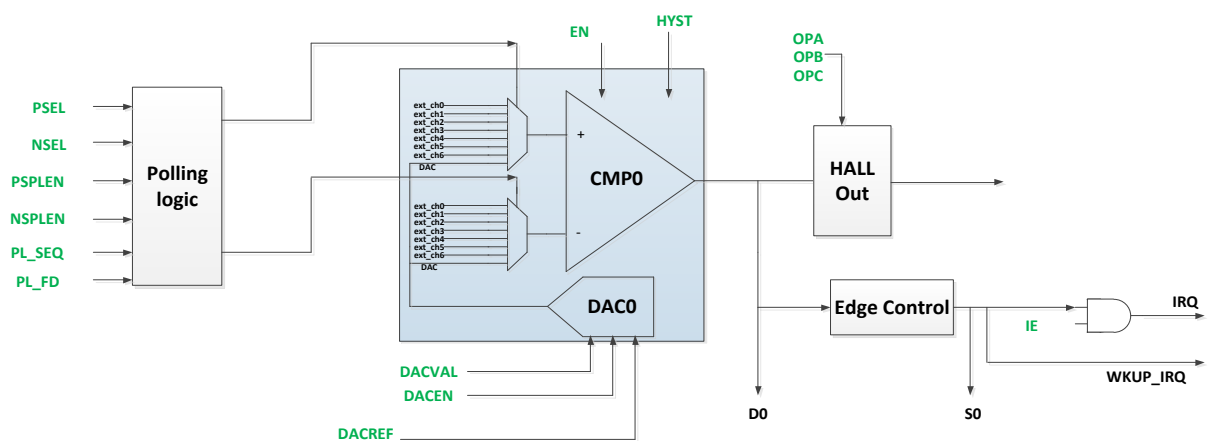 EN
HYST
OPA
OPB
OPC
PSEL
NSEL
PSPLEN
NSPLEN
PL_SEQ
PL_FD
Polling
logic
ext_ch0
ext_ch1
ext_ch2
ext_ch3
ext_ch4
ext_ch5
ext_ch6
DAC
+
CMP0
-
ext_ch0
ext_ch1
ext_ch2
ext_ch3
ext_ch4
ext_ch5
ext_ch6
DAC
DAC0
HALL
Out
Edge Control
IE
IRQ
WKUP_IRQ
DACVAL
DACEN
DACREF
D0
S0